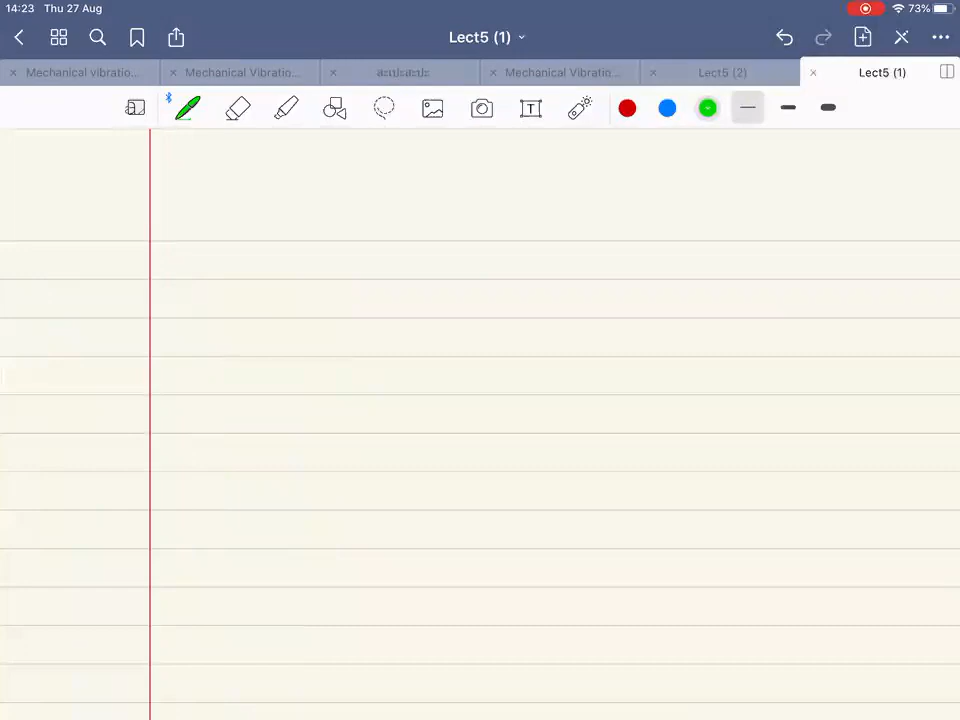 14:23 Thu 27 Aug 73%
Lect5 (1)
Mechanical vibratio... Mechanical Vibratio... Mechanical Vibratio... Lect5 (2) Lect5 (1)
T